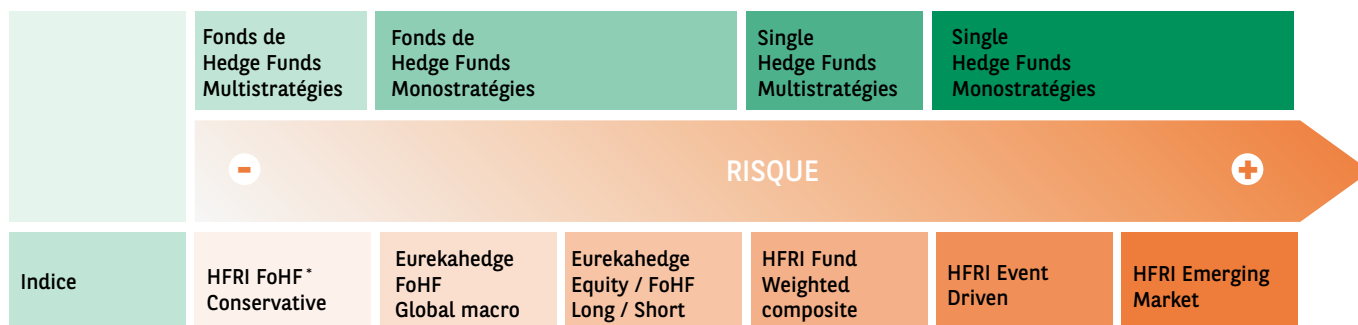 Fonds de
Hedge Funds
Multistratégies
Fonds de
Hedge Funds
Monostratégies
Single
Hedge Funds
Multistratégies
Single
Hedge Funds
Monostratégies
-
RISQUE
+
Indice
HFRI FoHF *
Conservative
Eurekahedge
FoHF
Global macro
Eurekahedge
Equity / FoHF
Long / Short
HFRI Fund
Weighted
composite
HFRI Event
Driven
HFRI Emerging
Market